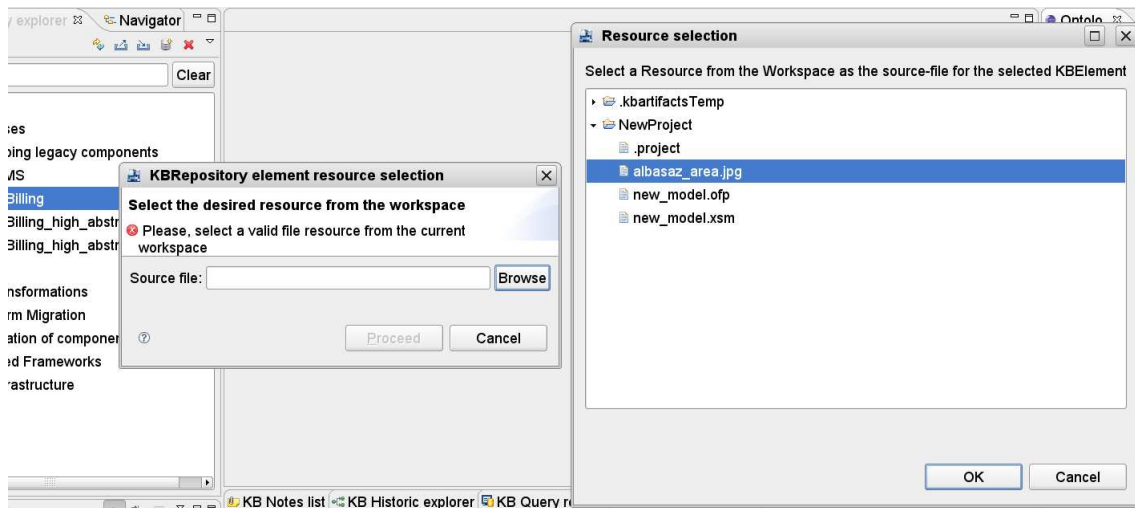 explorer Navigator
Clear
ses
ping legacy components
MS
Billing
Billing_high_abstr
Billing_high_abstr
nsformations
rm Migration
ation of componer
ed Frameworks
rastructure
KBRepository element resource selection
Select the desired resource from the workspace
Please, select a valid file resource from the current
workspace
Source file: Browse
Proceed Cancel
Ontolo
Resource selection
Select a Resource from the Workspace as the source-file for the selected KBElement
.kbartifactsTemp
NewProject
.project
albasaz_area.jpg
new_model.ofp
new_model.xsm
OK Cancel
KB Notes list KB Historic explorer KB Query re